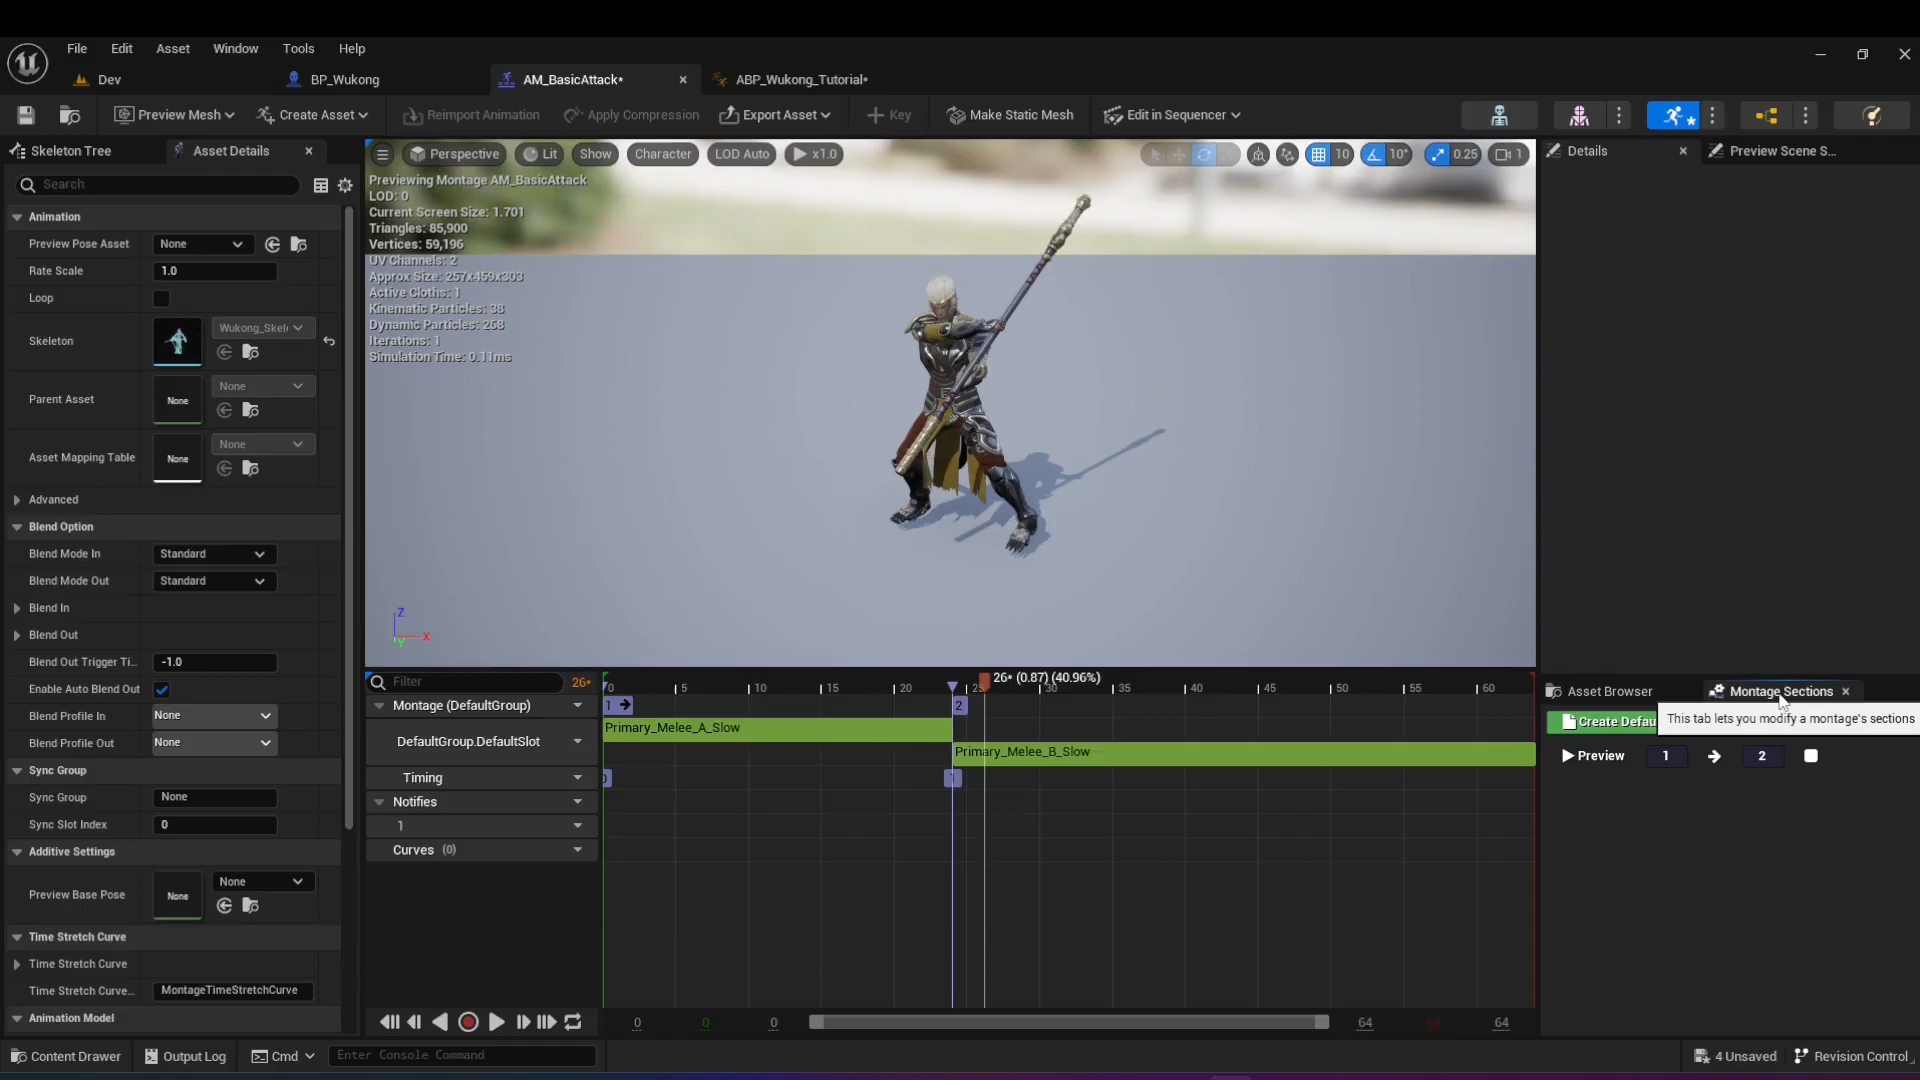 File Edit Asset Window Tools Help
Dev BP_Wukong AM_BasicAttack* ABP_Wukong_Tutorial*
Preview Mesh Create Asset Reimport Animation Apply Compression Export Asset Key Make Static Mesh Edit in Sequencer
Skeleton Tree Asset Details
Search
Animation
Preview Pose Asset None
Rate Scale 1.0
Loop
Skeleton Wukong_Skel
Parent Asset None None
Asset Mapping Table None None
Advanced
Blend Option
Blend Mode In Standard
Blend Mode Out Standard
Blend In
Blend Out
Blend Out Trigger Ti... -1.0
Enable Auto Blend Out
Blend Profile In None
Blend Profile Out None
Sync Group
Sync Group None
Sync Slot Index 0
Additive Settings
Preview Base Pose None None
Time Stretch Curve
Time Stretch Curve
Time Stretch Curve... MontageTimeStretchCurve
Animation Model
Perspective Lit Show Character LOD Auto x1.0 10 10° 0.25 1
Previewing Montage AM_BasicAttack
LOD: 0
Current Screen Size: 1.701
Triangles: 85,900
Vertices: 59,196
UV Channels: 2
Approx Size: 257x459x303
Active Cloths: 1
Kinematic Particles: 38
Dynamic Particles: 268
Iterations: 1
Simulation Time: 0.11ms
Z
X
Y
Filter 26*
26* (0.87) (40.96%)
0 5 10 15 20 25 30 35 40 45 50 55 60
Montage (DefaultGroup) 1 2
Primary_Melee_A_Slow
DefaultGroup.DefaultSlot
Primary_Melee_B_Slow
Timing 1
Notifies
1
Curves (0)
0 0 0 64 64
Details Preview Scene S...
Asset Browser Montage Sections
Create Defau
This tab lets you modify a montage's sections
Preview 1 2
Content Drawer Output Log Cmd Enter Console Command 4 Unsaved Revision Control